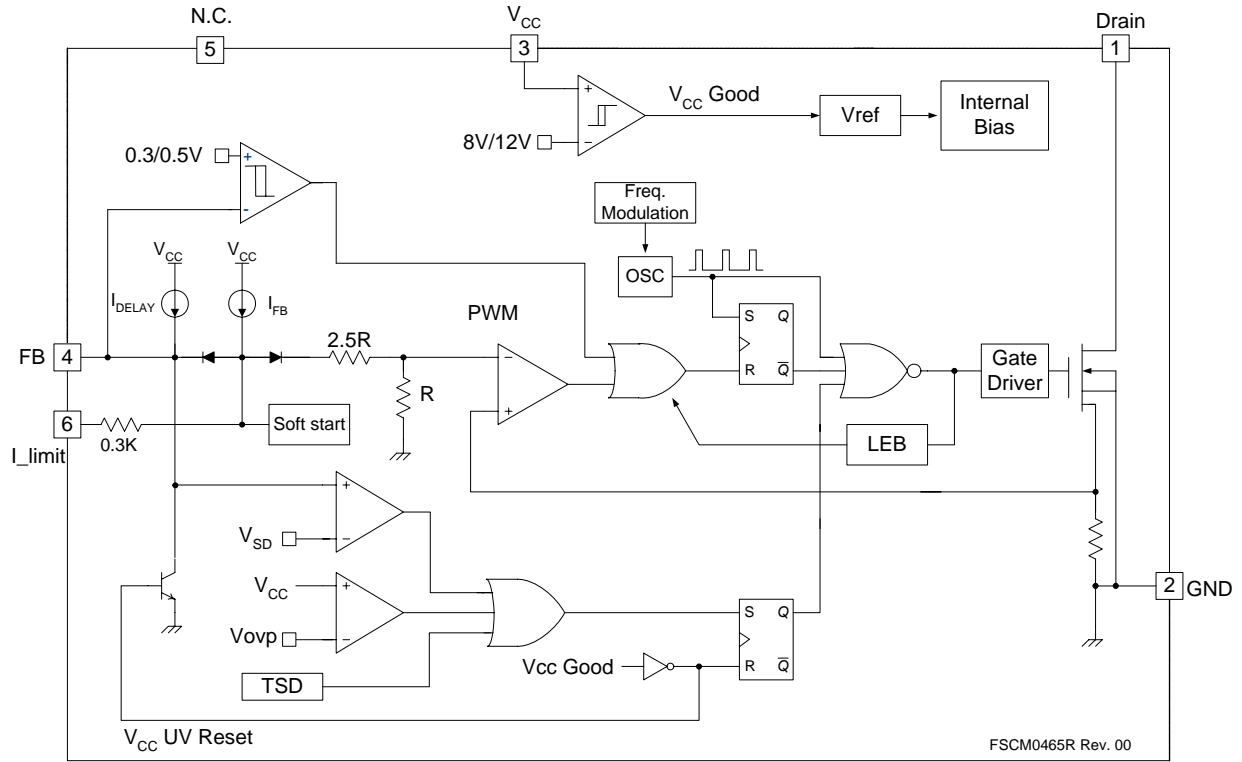 N.C.
5
VCC
3
Drain
1
+
−
VCC Good
8V/12V
Vref
Internal
Bias
0.3/0.5V
+
-
Freq.
Modulation
OSC
VCC
VCC
IDELAY
IFB
PWM
FB
4
2.5R
R
−
+
S
Q
R
Q
Gate
Driver
6
I_limit
0.3K
Soft start
LEB
+
−
VSD
VCC
+
−
Vovp
TSD
S
Q
R
Q
Vcc Good
2
GND
VCC UV Reset
FSCM0465R Rev. 00